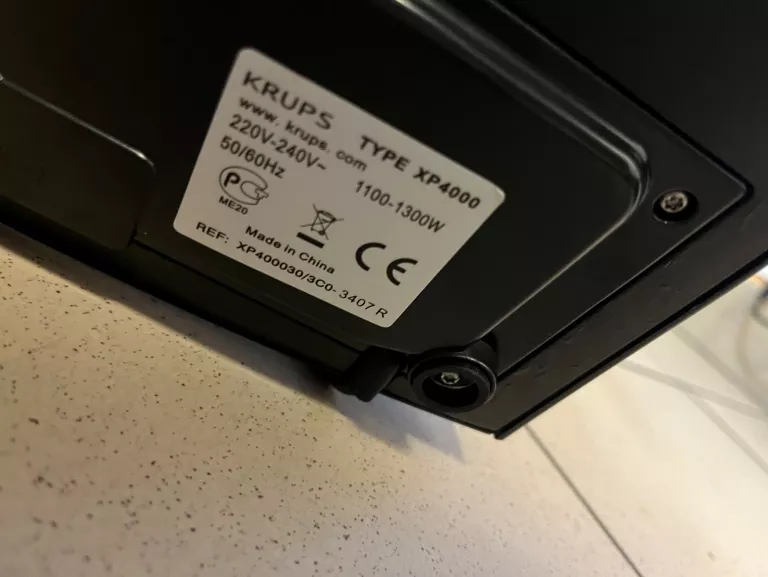 KRUPS
www. krups. com
TYPE XP4000
220V-240V~
1100-1300W
50/60Hz
РСТ
ME20
Made in China
CE
REF: XP400030/3C0-3407 R